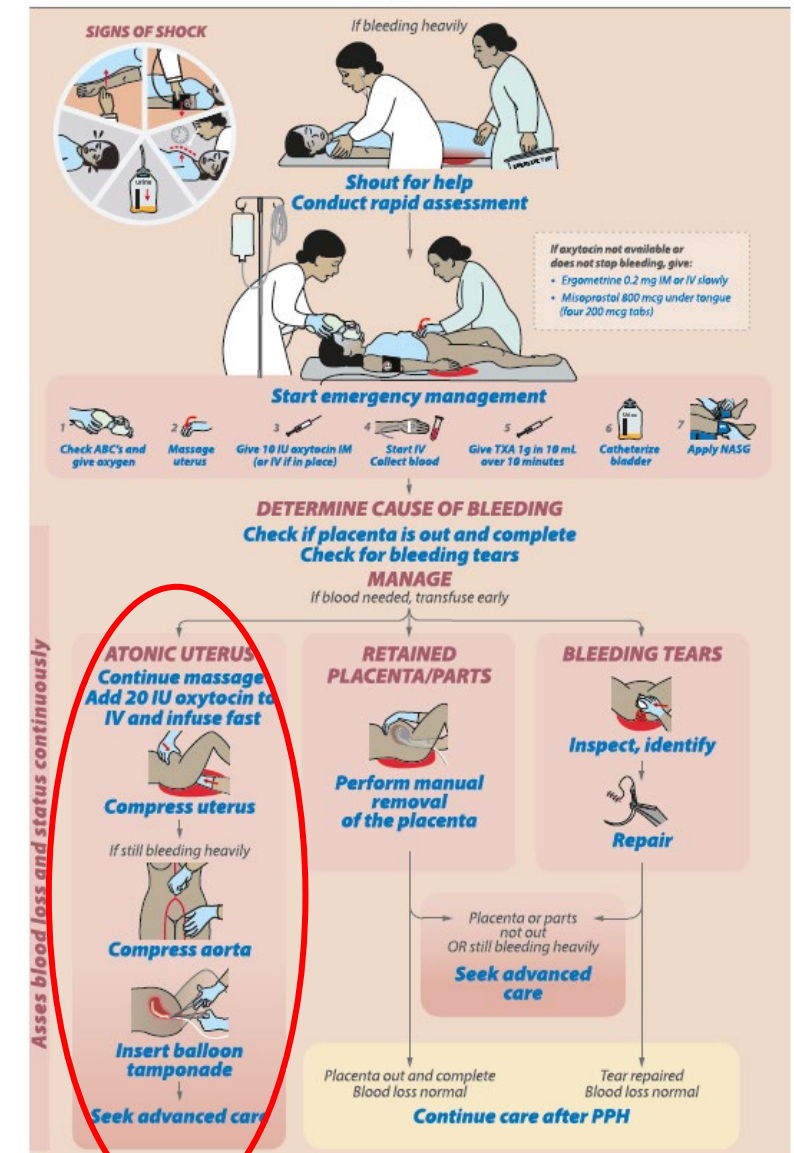 SIGNS OF SHOCK
If bleeding heavily
Urine
Shout for help
Conduct rapid assessment
If oxytocin not available or
does not stop bleeding, give:
• Ergometrine 0.2 mg IM or IV slowly
• Misoprostol 800 mcg under tongue
(four 200 mcg tabs)
Start emergency management
1
Check ABC's and
give oxygen
2
Massage
uterus
3
Give 10 IU oxytocin IM
(or IV if in place)
4
Start IV
Collect blood
5
Give TXA 1g in 10 mL
over 10 minutes
6
Urine
Catheterize
bladder
7
Apply NASG
DETERMINE CAUSE OF BLEEDING
Check if placenta is out and complete
Check for bleeding tears
MANAGE
If blood needed, transfuse early
Asses blood loss and status continuously
ATONIC UTERUS
Continue massage
Add 20 IU oxytocin to
IV and infuse fast
Compress uterus
If still bleeding heavily
Compress aorta
Insert balloon
tamponade
Seek advanced care
RETAINED
PLACENTA/PARTS
Perform manual
removal
of the placenta
BLEEDING TEARS
Inspect, identify
Repair
Placenta or parts
not out
OR still bleeding heavily
Seek advanced
care
Placenta out and complete
Blood loss normal
Tear repaired
Blood loss normal
Continue care after PPH